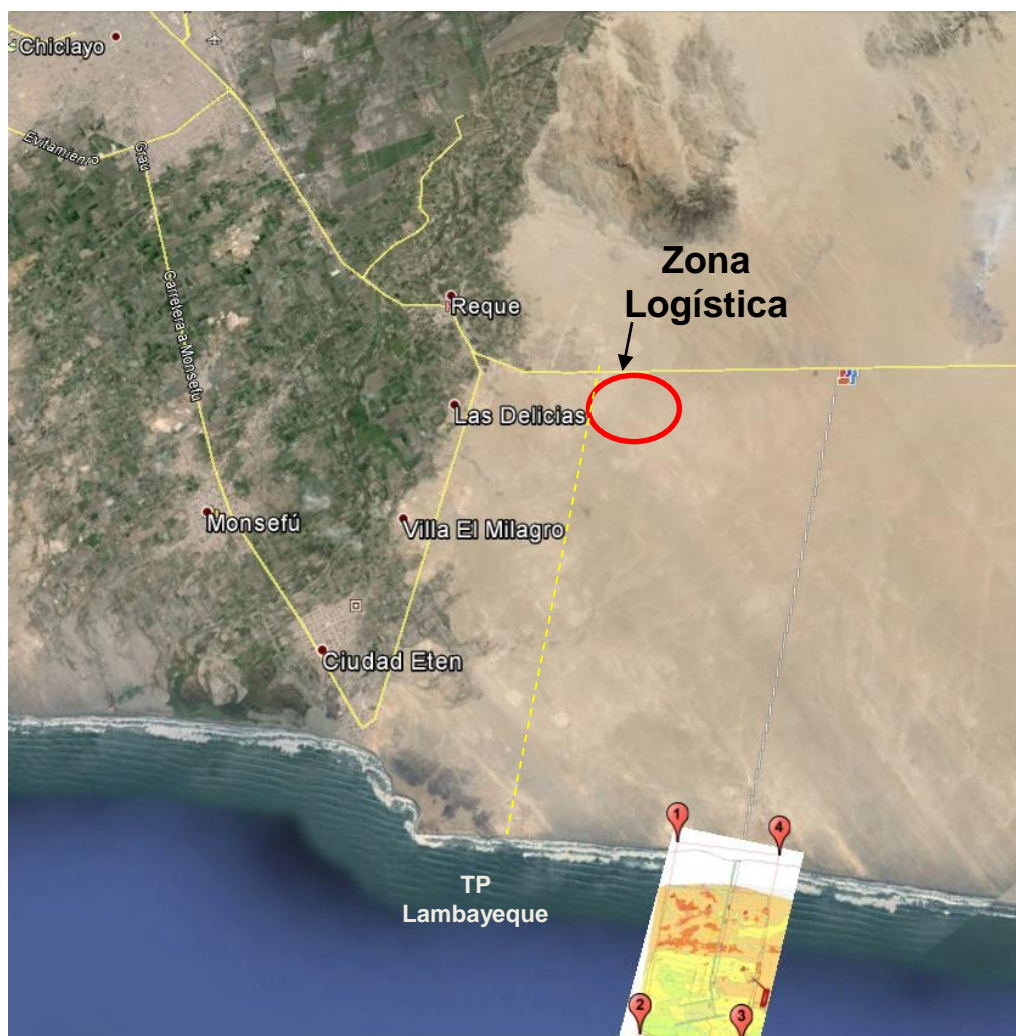 Chiclayo
Evitamiento
Grau
Carretera a Monsefu
Zona
Logística
Reque
Las Delicias
Monsefú
Villa El Milagro
Ciudad Eten
1
4
TP
Lambayeque
2
3